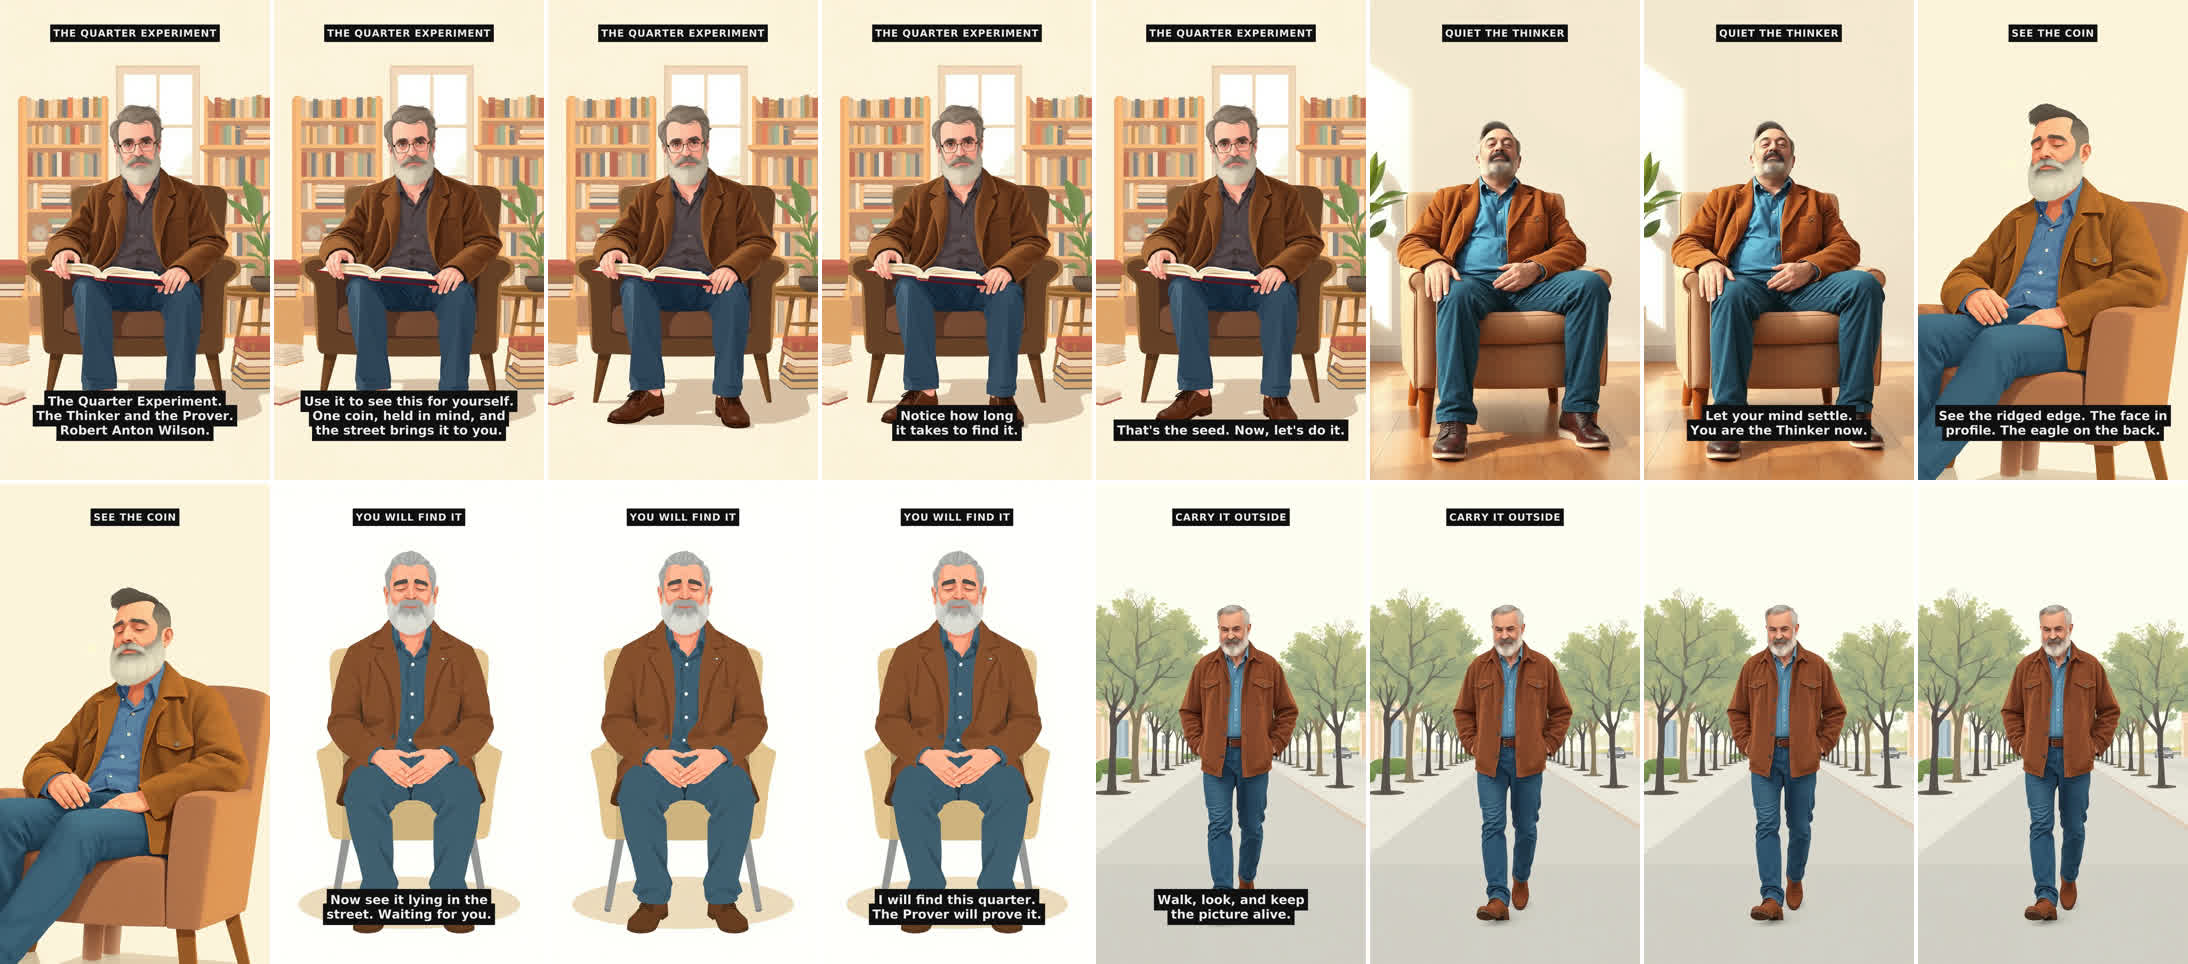 THE QUARTER EXPERIMENT
The Quarter Experiment.
The Thinker and the Prover.
Robert Anton Wilson.
THE QUARTER EXPERIMENT
Use it to see this for yourself.
One coin, held in mind, and
the street brings it to you.
THE QUARTER EXPERIMENT
THE QUARTER EXPERIMENT
Notice how long
it takes to find it.
THE QUARTER EXPERIMENT
That's the seed. Now, let's do it.
QUIET THE THINKER
QUIET THE THINKER
Let your mind settle.
You are the Thinker now.
SEE THE COIN
See the ridged edge. The face in
profile. The eagle on the back.
SEE THE COIN
YOU WILL FIND IT
Now see it lying in the
street. Waiting for you.
YOU WILL FIND IT
YOU WILL FIND IT
I will find this quarter.
The Prover will prove it.
CARRY IT OUTSIDE
Walk, look, and keep
the picture alive.
CARRY IT OUTSIDE